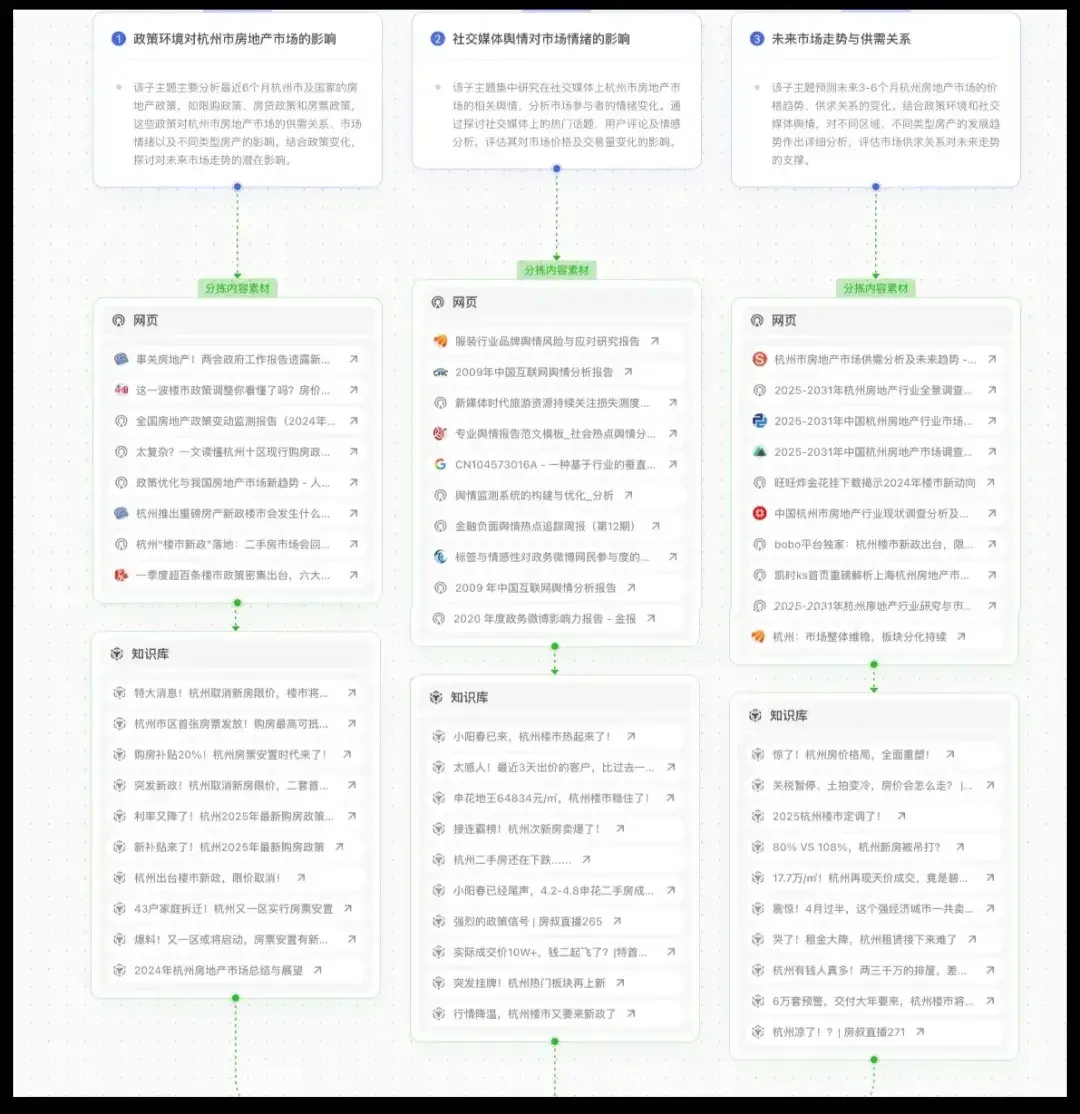 1 政策环境对杭州市房地产市场的影响
该子主题主要分析最近6个月杭州市及国家的房
地产政策，如限购政策、房贷政策和房票政策，
这些政策对杭州市房地产市场的供需关系、市场
情绪以及不同类型房产的影响。结合政策变化，
探讨对未来市场走势的潜在影响。
分拣内容素材
网页
事关房地产！两会政府工作报告透露新...
这一波楼市政策调整你看懂了吗？房价...
全国房地产政策变动监测报告（2024年...
太复杂？一文读懂杭州十区现行购房政...
政策优化与我国房地产市场新趋势 - 人...
杭州推出重磅房产新政楼市会发生什么...
杭州“楼市新政”落地：二手房市场会回...
一季度超百条楼市政策密集出台，六大...
知识库
特大消息！杭州取消新房限价，楼市将...
杭州市区首张房票发放！购房最高可抵...
购房补贴20%！杭州房票安置时代来了！
突发新政！杭州取消新房限价，二套首...
利率又降了！杭州2025年最新购房政策...
新补贴来了！杭州2025年最新购房政策
杭州出台楼市新政，限价取消！
43户家庭拆迁！杭州又一区实行房票安置
爆料！又一区或将启动，房票安置有新...
2024年杭州房地产市场总结与展望
2 社交媒体舆情对市场情绪的影响
该子主题集中研究在社交媒体上杭州市房地产市
场的相关舆情，分析市场参与者的情绪变化。通
过探讨社交媒体上的热门话题、用户评论及情感
分析，评估其对市场价格及交易量变化的影响。
分拣内容素材
网页
服装行业品牌舆情风险与应对研究报告
2009年中国互联网舆情分析报告
新媒体时代旅游资源持续关注损失测度...
专业舆情报告范文模板_社会热点舆情分...
CN104573016A - 一种基于行业的垂直...
舆情监测系统的构建与优化_分析
金融负面舆情热点追踪周报（第12期）
标签与情感性对政务微博网民参与度的...
2009 年中国互联网舆情分析报告
2020 年度政务微博影响力报告 - 金报
知识库
小阳春已来，杭州楼市热起来了！
太感人！最近3天出价的客户，比过去一...
申花地王64834元/㎡，杭州楼市稳住了！
接连霸榜！杭州次新房卖爆了！
杭州二手房还在下跌......
小阳春已经尾声，4.2-4.8申花二手房成...
强烈的政策信号 | 房叔直播265
实际成交价10W+，钱二起飞了？|特首...
突发挂牌！杭州热门板块再上新
行情降温，杭州楼市又要来新政了
3 未来市场走势与供需关系
该子主题预测未来3-6个月杭州房地产市场的价
格趋势、供求关系的变化。结合政策环境和社交
媒体舆情，对不同区域、不同类型房产的发展趋
势作出详细分析，评估市场供求关系对未来走势
的支撑。
分拣内容素材
网页
杭州市房地产市场供需分析及未来趋势 -...
2025-2031年杭州房地产行业全景调查...
2025-2031年中国杭州房地产行业市场...
2025-2031年中国杭州房地产市场调查...
旺旺炸金花挂下载揭示2024年楼市新动向
中国杭州市房地产行业现状调查分析及...
bobo平台独家：杭州楼市新政出台，限...
凯时ks首页重磅解析上海杭州房地产市...
2025-2031年杭州房地产行业研究与市...
杭州：市场整体维稳，板块分化持续
知识库
惊了！杭州房价格局，全面重塑！
关税暂停、土拍变冷，房价会怎么走？ |...
2025杭州楼市定调了！
80% VS 108%，杭州新房被吊打？
17.7万/㎡！杭州再现天价成交，竟是碧...
震惊！4月过半，这个强经济城市一共卖...
哭了！租金大降，杭州租赁接下来难了
杭州有钱人真多！两三千万的排屋，差...
6万套预警，交付大年要来，杭州楼市将...
杭州凉了！？| 房叔直播271